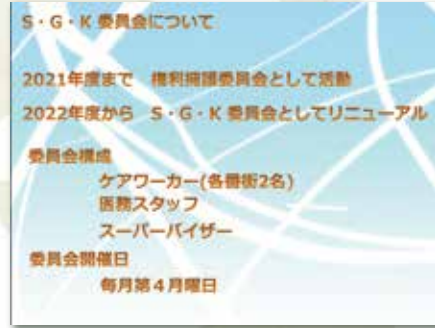 S・G・K 委員会について
2021年度まで　権利擁護委員会として活動
2022年度から　S・G・K 委員会としてリニューアル
委員会構成
ケアワーカー(各番街2名)
医務スタッフ
スーパーバイザー
委員会開催日
毎月第４月曜日